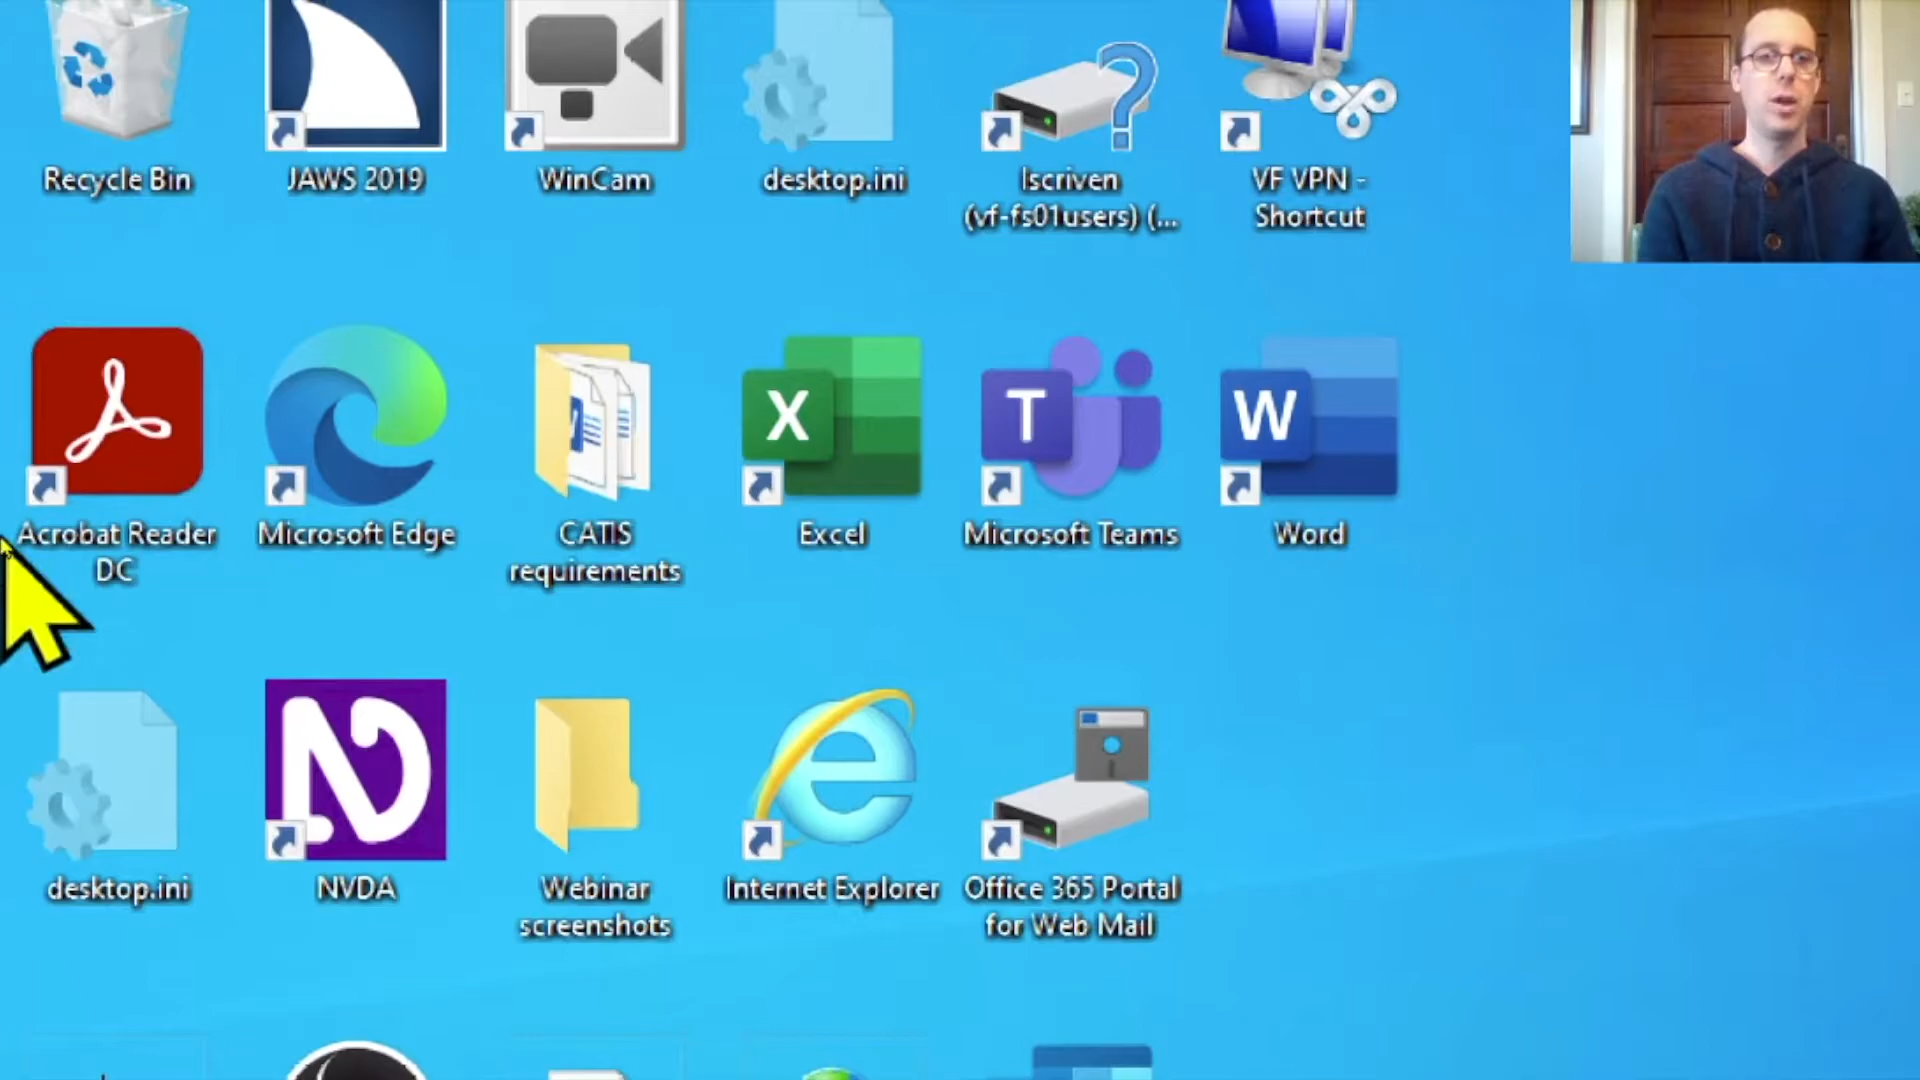 Recycle Bin
JAWS 2019
WinCam
desktop.ini
lscriven
(vf-fs01users) (...
VF VPN -
Shortcut
Acrobat Reader
DC
Microsoft Edge
CATIS
requirements
X
Excel
T
Microsoft Teams
W
Word
desktop.ini
NVDA
Webinar
screenshots
Internet Explorer
Office 365 Portal
for Web Mail